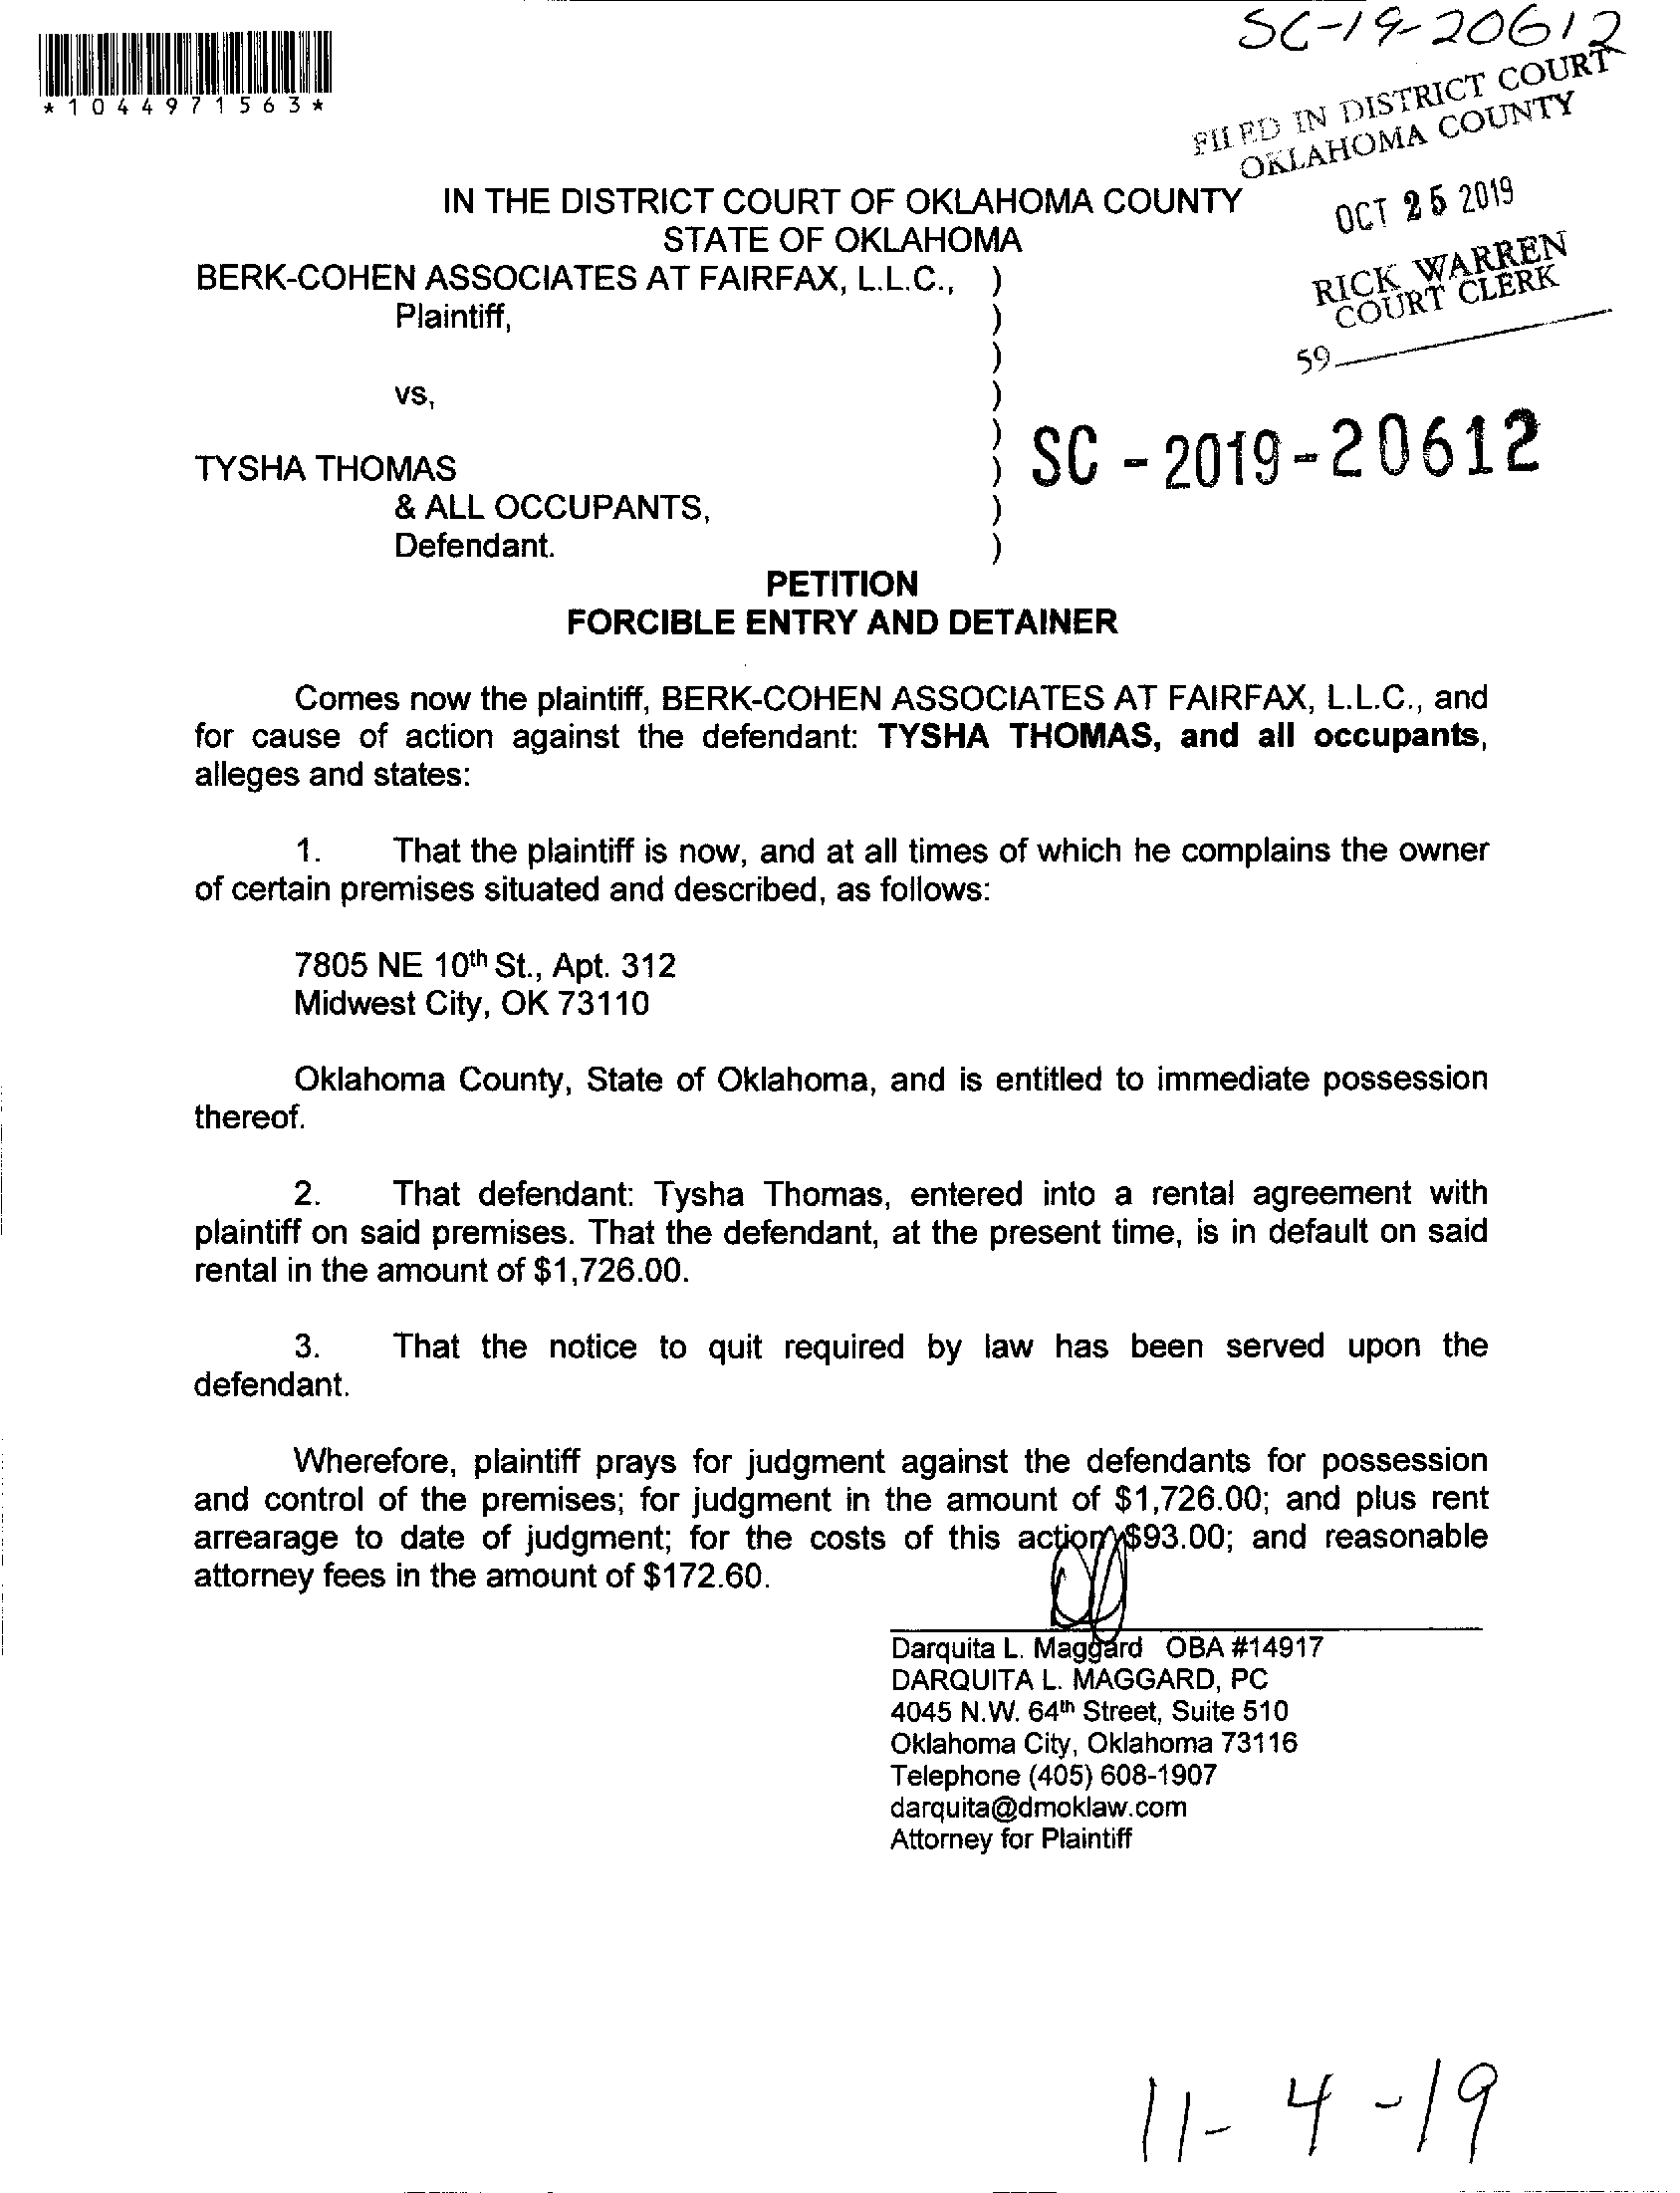 SC-19-20612
*1044971563*
FILED IN DISTRICT COURT
OKLAHOMA COUNTY
OCT 25 2019
RICK WARREN
COURT CLERK
59
IN THE DISTRICT COURT OF OKLAHOMA COUNTY
STATE OF OKLAHOMA
BERK-COHEN ASSOCIATES AT FAIRFAX, L.L.C., )
Plaintiff, )
)
vs, )
)
TYSHA THOMAS )
SC - 2019-20612
& ALL OCCUPANTS, )
Defendant. )
PETITION
FORCIBLE ENTRY AND DETAINER
Comes now the plaintiff, BERK-COHEN ASSOCIATES AT FAIRFAX, L.L.C., and
for cause of action against the defendant: TYSHA THOMAS, and all occupants,
alleges and states:
1. That the plaintiff is now, and at all times of which he complains the owner
of certain premises situated and described, as follows:
7805 NE 10th St., Apt. 312
Midwest City, OK 73110
Oklahoma County, State of Oklahoma, and is entitled to immediate possession
thereof.
2. That defendant: Tysha Thomas, entered into a rental agreement with
plaintiff on said premises. That the defendant, at the present time, is in default on said
rental in the amount of $1,726.00.
3. That the notice to quit required by law has been served upon the
defendant.
Wherefore, plaintiff prays for judgment against the defendants for possession
and control of the premises; for judgment in the amount of $1,726.00; and plus rent
arrearage to date of judgment; for the costs of this action $93.00; and reasonable
attorney fees in the amount of $172.60.
Darquita L. Maggard OBA #14917
DARQUITA L. MAGGARD, PC
4045 N.W. 64th Street, Suite 510
Oklahoma City, Oklahoma 73116
Telephone (405) 608-1907
darquita@dmoklaw.com
Attorney for Plaintiff
11-4-19